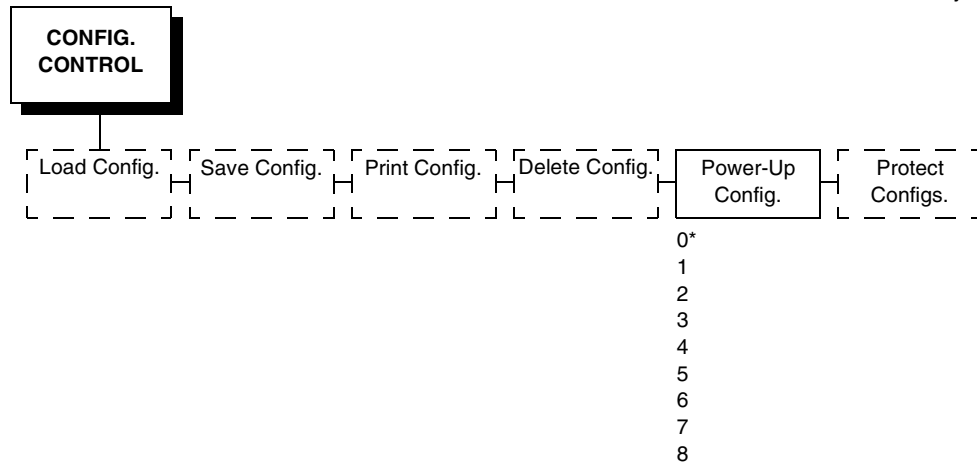 CONFIG.
CONTROL
Load Config.
Save Config.
Print Config.
Delete Config.
Power-Up
Config.
Protect
Configs.
0*
1
2
3
4
5
6
7
8